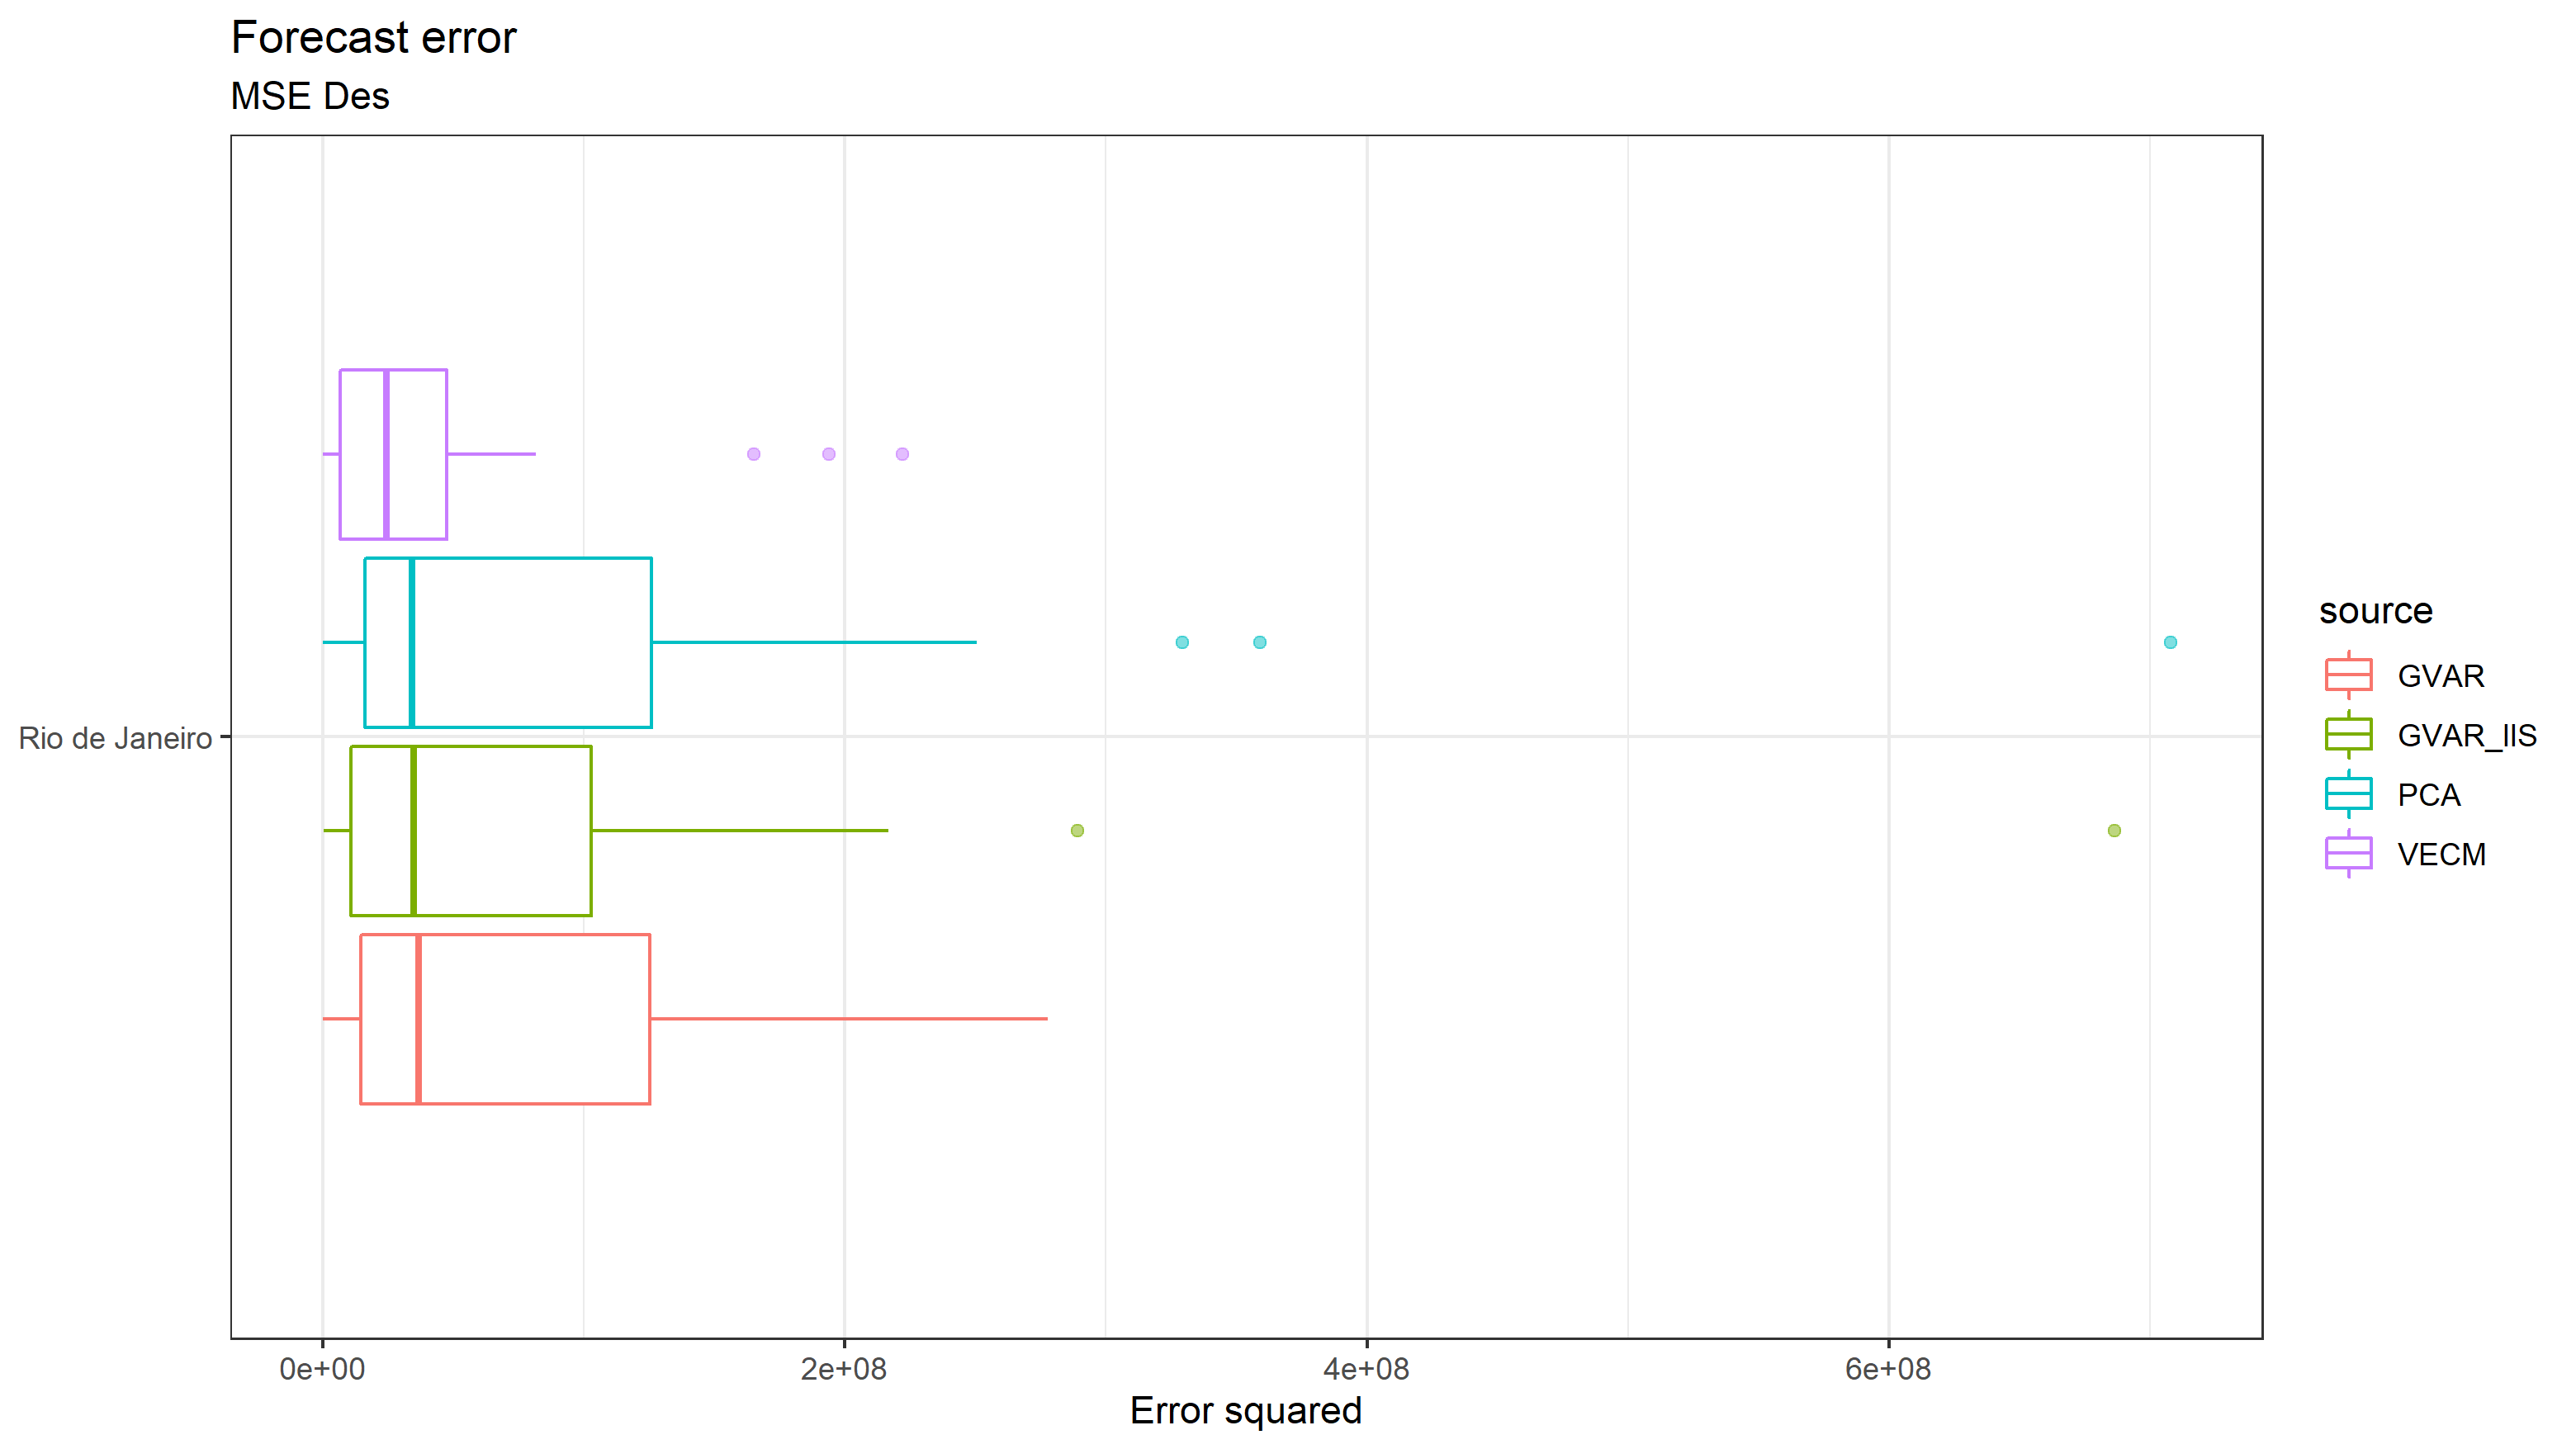 Forecast error
MSE Des
Rio de Janeiro
0e+00
2e+08
4e+08
6e+08
Error squared
source
GVAR
GVAR_IIS
PCA
VECM